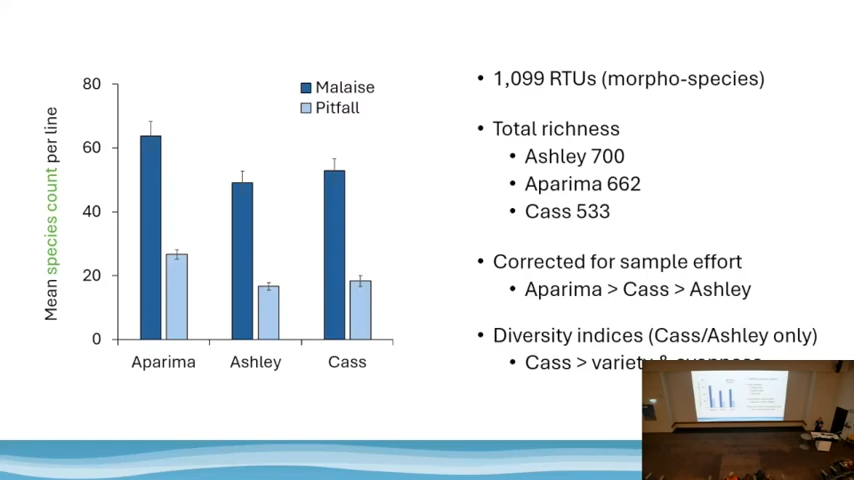 80
60
40
20
0
Mean species count per line
Malaise
Pitfall
Aparima
Ashley
Cass
• 1,099 RTUs (morpho-species)
• Total richness
• Ashley 700
• Aparima 662
• Cass 533
• Corrected for sample effort
• Aparima > Cass > Ashley
• Diversity indices (Cass/Ashley only)
• Cass > variety & evenness